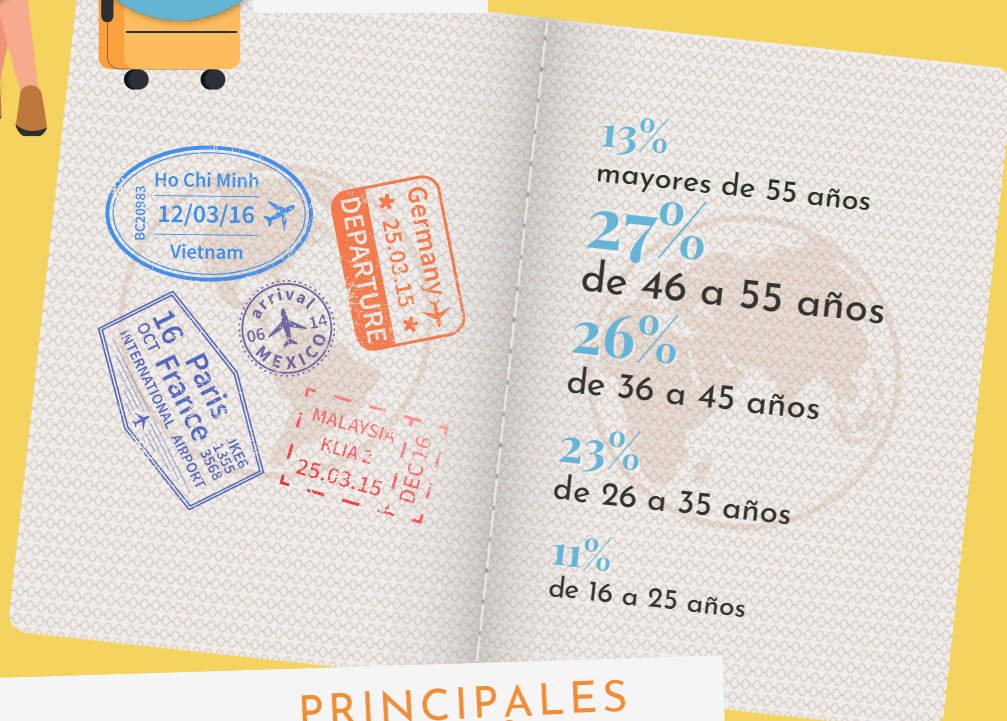 Ho Chi Minh
BC20983
12/03/16
Vietnam
Germany
25.03.15
DEPARTURE
arrival
06
14
MEXICO
Paris
16 France
OCT
INTERNATIONAL AIRPORT
JKE6
1355
3568
MALAYSIA
KLIA 2
25.03.15
DEC16
13%
mayores de 55 años
27%
de 46 a 55 años
26%
de 36 a 45 años
23%
de 26 a 35 años
11%
de 16 a 25 años
PRINCIPALES